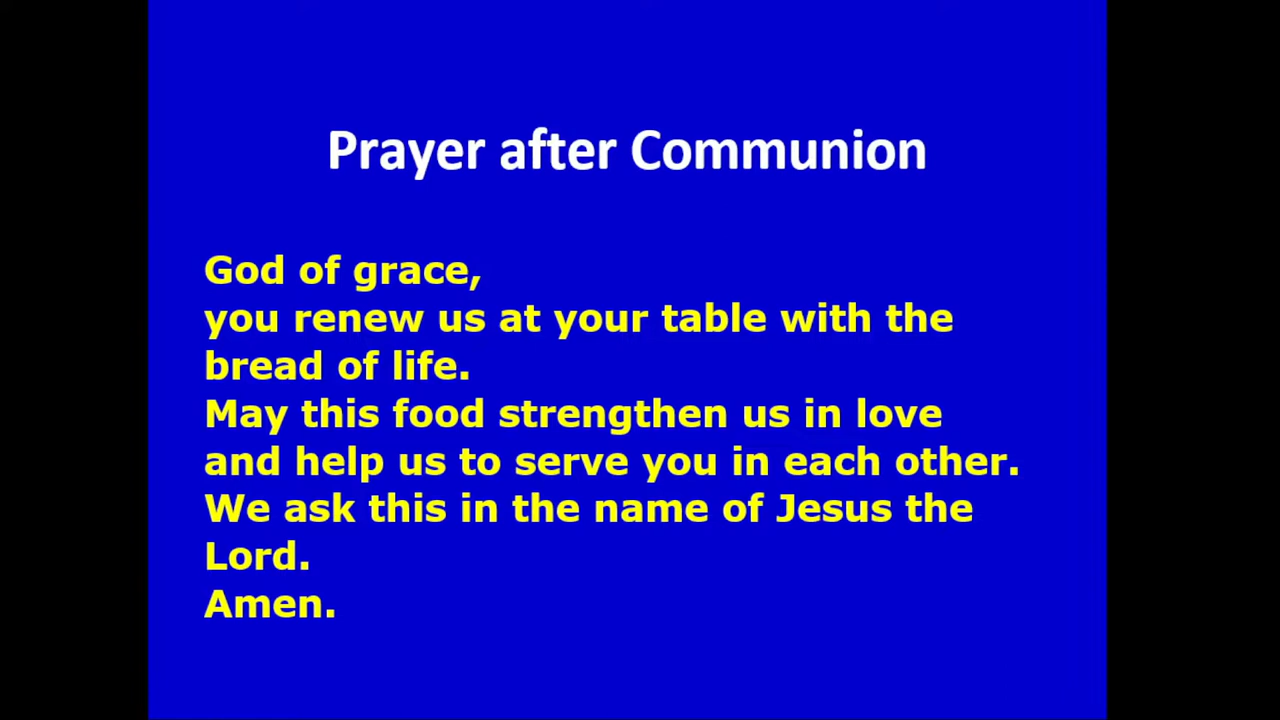 Prayer after Communion
God of grace,
you renew us at your table with the
bread of life.
May this food strengthen us in love
and help us to serve you in each other.
We ask this in the name of Jesus the
Lord.
Amen.